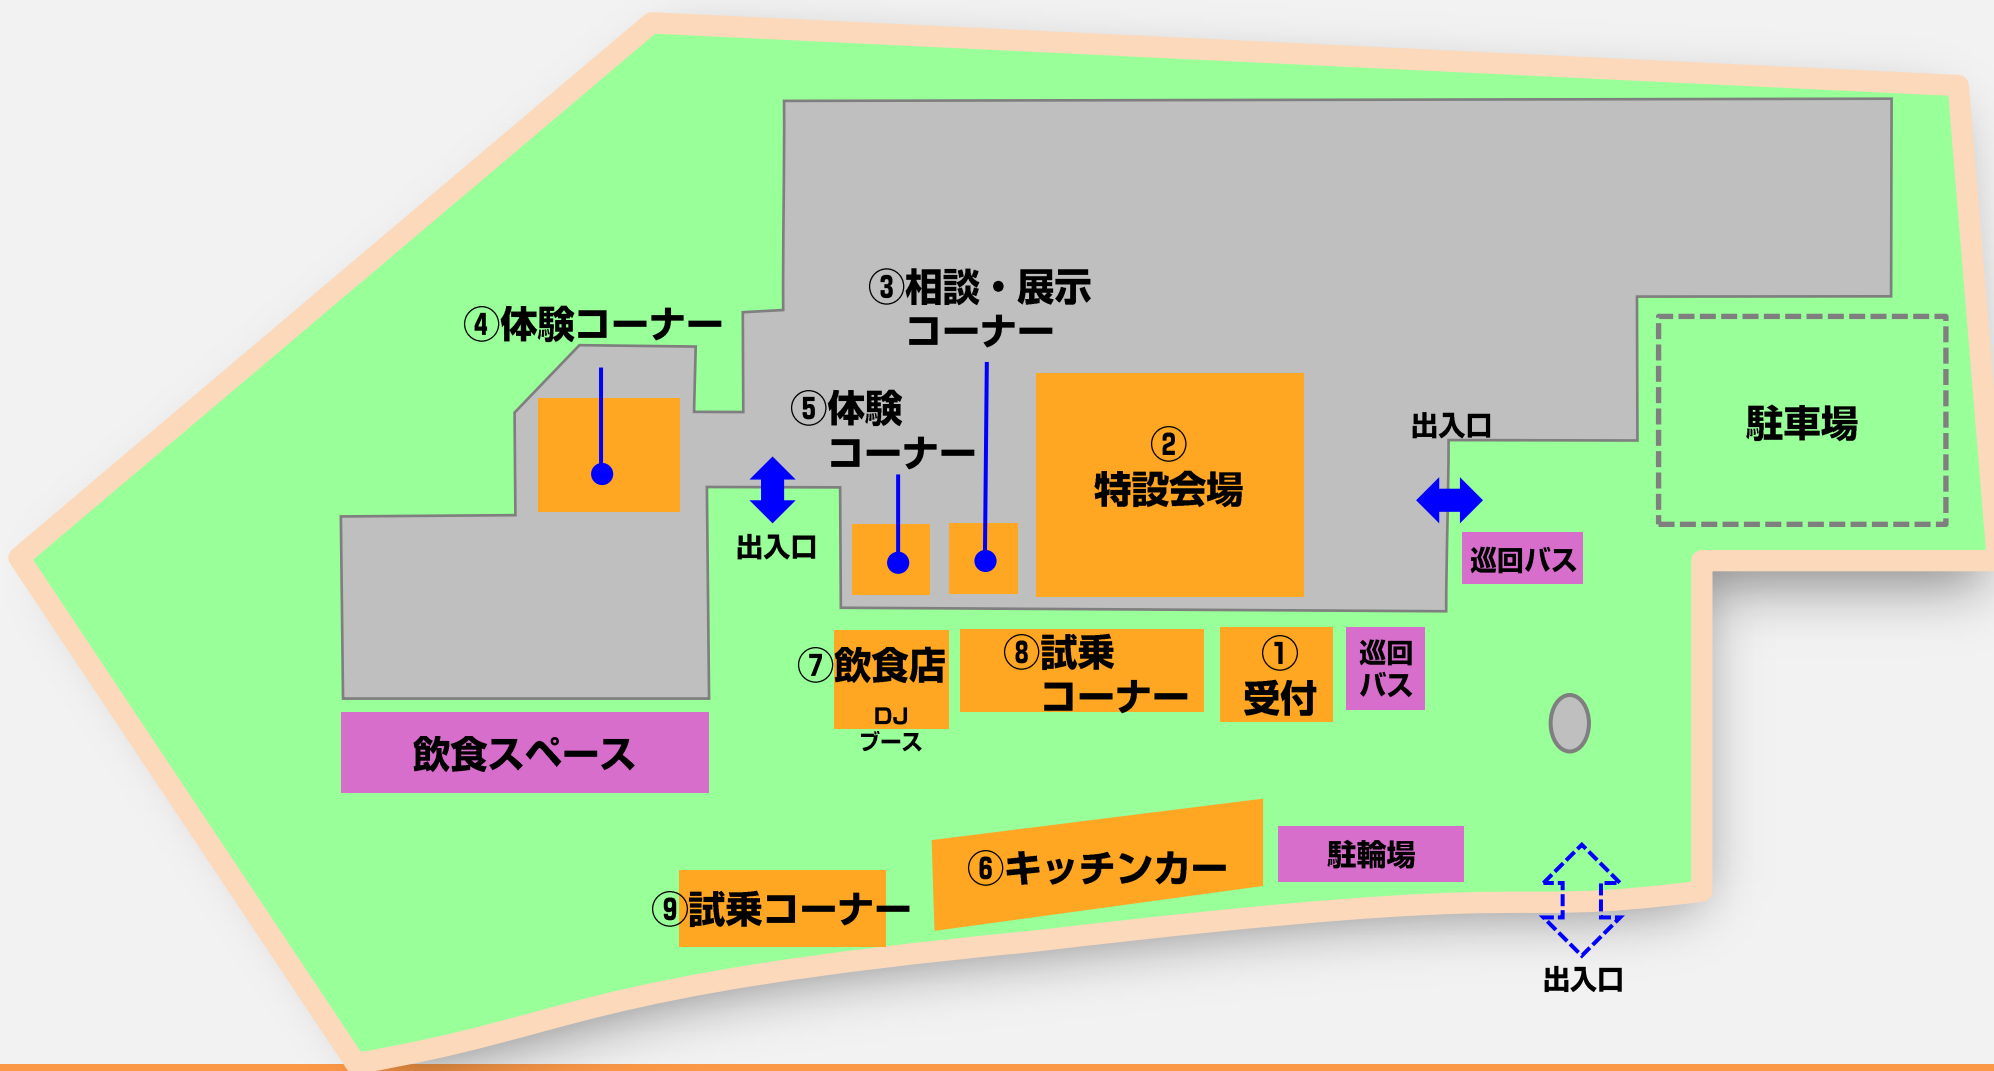 ③相談・展示
コーナー
④体験コーナー
⑤体験
コーナー
②
特設会場
出入口
駐車場
出入口
巡回バス
⑦飲食店
DJ
ブース
⑧試乗
コーナー
①
受付
巡回
バス
飲食スペース
⑥キッチンカー
駐輪場
⑨試乗コーナー
出入口